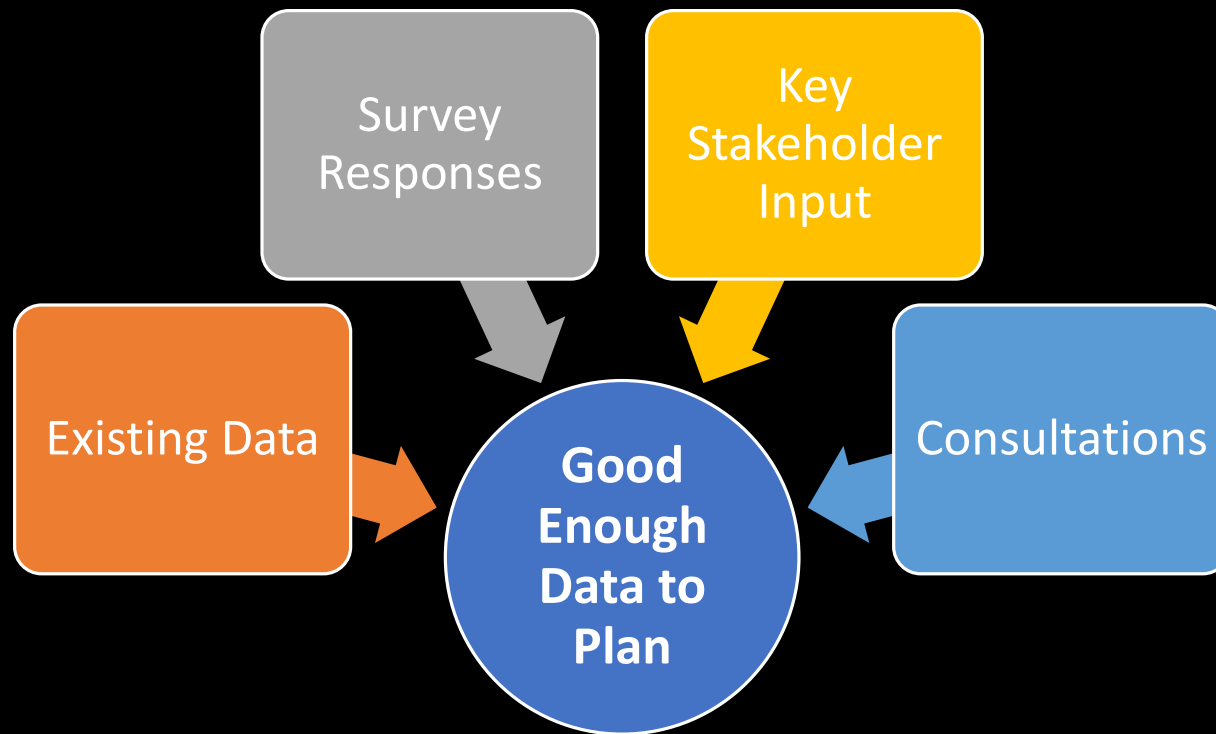 Survey
Responses
Key
Stakeholder
Input
Existing Data
Consultations
Good
Enough
Data to
Plan